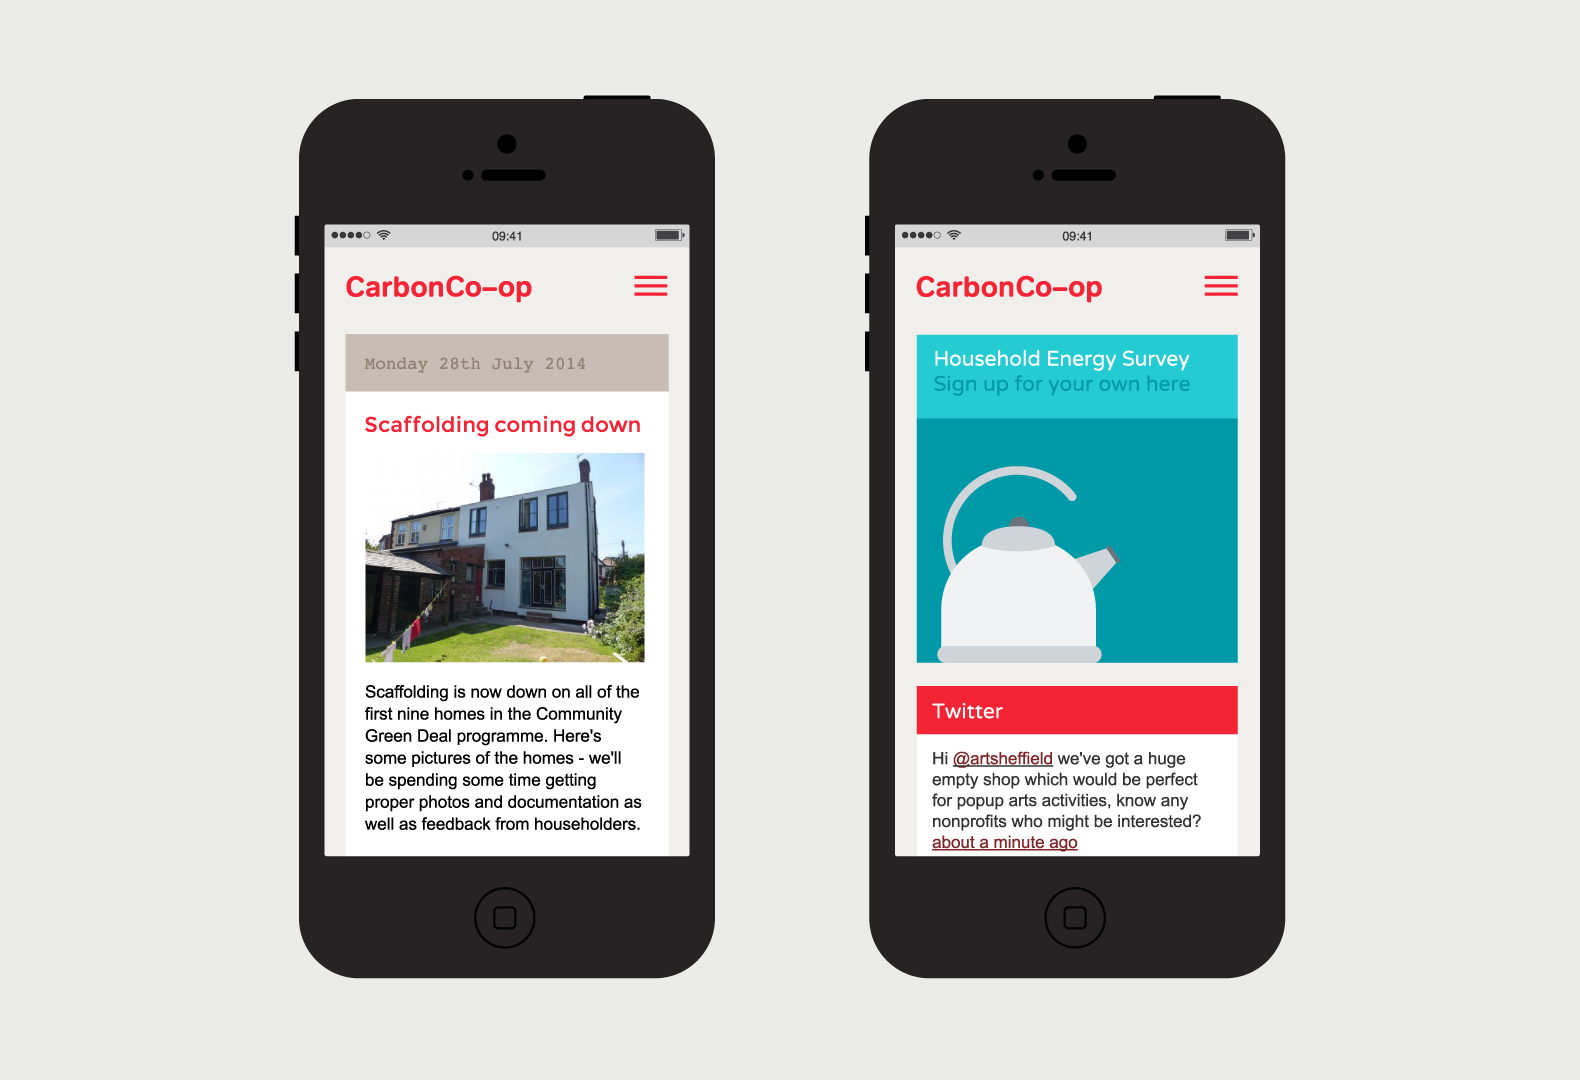 09:41
CarbonCo–op
Monday 28th July 2014
Scaffolding coming down
Scaffolding is now down on all of the
first nine homes in the Community
Green Deal programme. Here's
some pictures of the homes - we'll
be spending some time getting
proper photos and documentation as
well as feedback from householders.
09:41
CarbonCo–op
Household Energy Survey
Sign up for your own here
Twitter
Hi @artsheffield we've got a huge
empty shop which would be perfect
for popup arts activities, know any
nonprofits who might be interested?
about a minute ago